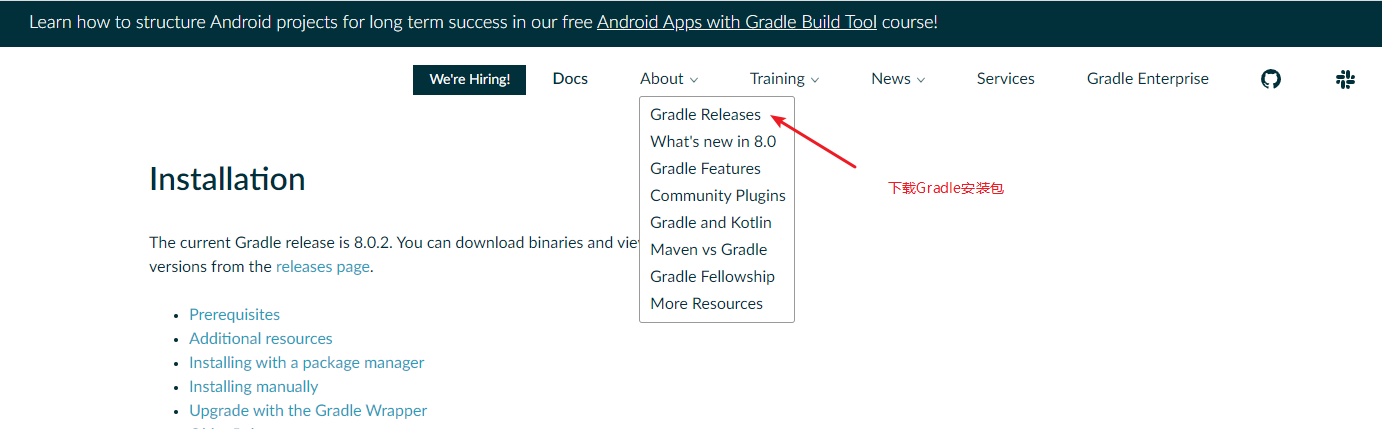 Learn how to structure Android projects for long term success in our free Android Apps with Gradle Build Tool course!
We're Hiring!
Docs
About
Training
News
Services
Gradle Enterprise
Gradle Releases
What's new in 8.0
Gradle Features
Community Plugins
Gradle and Kotlin
Maven vs Gradle
Gradle Fellowship
More Resources
下载Gradle安装包
Installation
The current Gradle release is 8.0.2. You can download binaries and
versions from the releases page.
Prerequisites
Additional resources
Installing with a package manager
Installing manually
Upgrade with the Gradle Wrapper